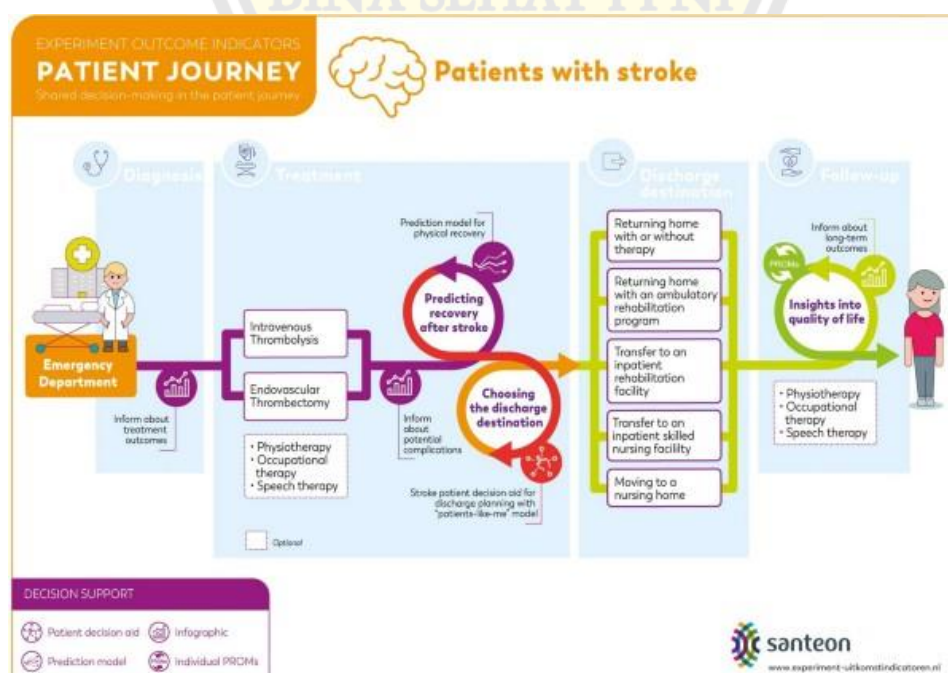 BINA SEHAT PPNI
EXPERIMENT OUTCOME INDICATORS
PATIENT JOURNEY
Shared decision-making in the patient journey
Patients with stroke
Diagnosis
Treatment
Discharge
destination
Follow-up
Emergency
Department
Inform about
treatment
outcomes
Intravenous
Thrombolysis
Endovascular
Thrombectomy
• Physiotherapy
• Occupational
therapy
• Speech therapy
Optional
Prediction model for
physical recovery
Predicting
recovery
after stroke
Inform
about
potential
complications
Choosing
the discharge
destination
Stroke patient decision aid for
discharge planning with
"patients-like-me" model
Returning home
with or without
therapy
Returning home
with an ambulatory
rehabilitation
program
Transfer to an
inpatient
rehabilitation
facility
Transfer to an
inpatient skilled
nursing facility
Moving to a
nursing home
Inform about
long-term
outcomes
PROMs
Insights into
quality of life
• Physiotherapy
• Occupational
therapy
• Speech therapy
DECISION SUPPORT
Patient decision aid
Infographic
Prediction model
Individual PROMs
santeon
www.experiment-uitkomstindicatoren.nl